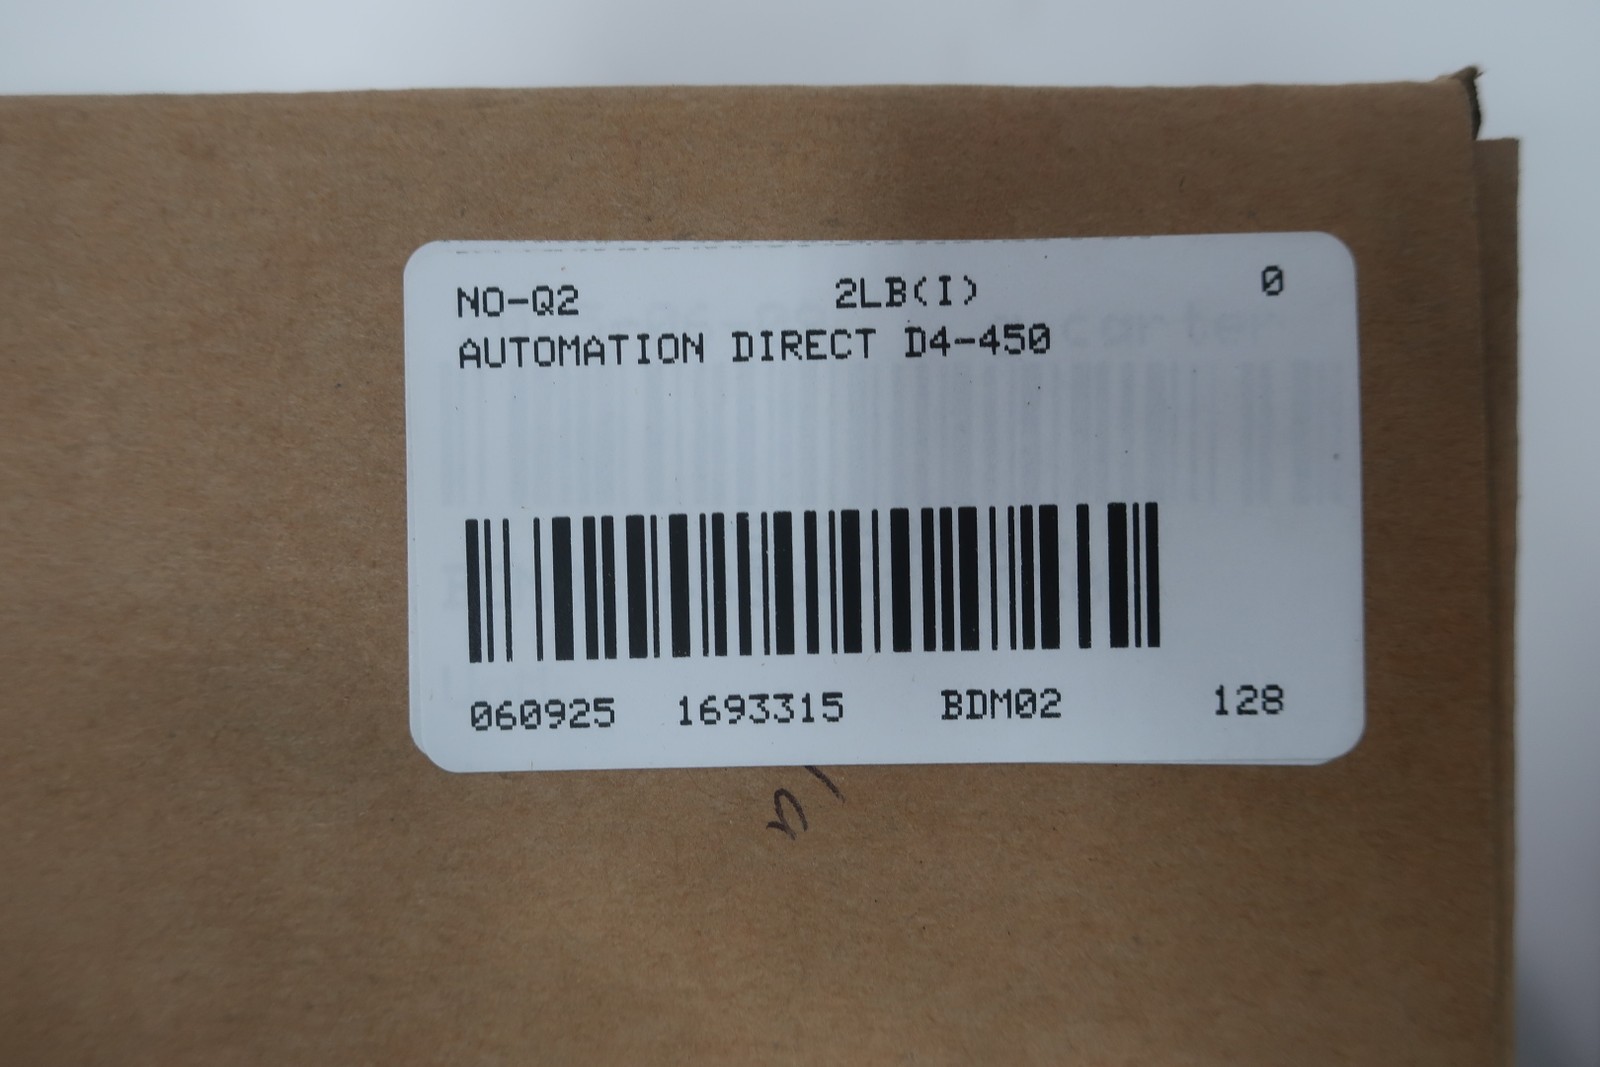 NO-Q2 2LB(I) 0
AUTOMATION DIRECT D4-450
060925 1693315 BDM02 128